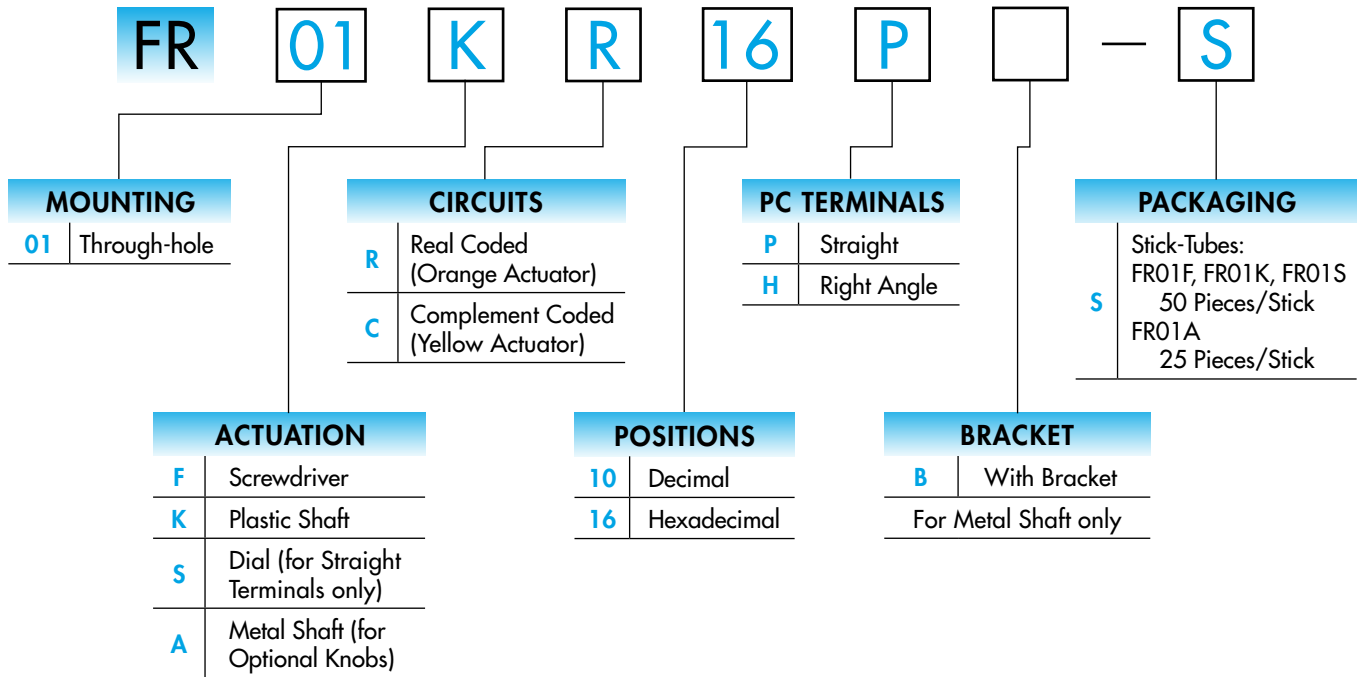 FR 01 K R 16 P — S
MOUNTING
01 Through-hole
CIRCUITS
R Real Coded
(Orange Actuator)
C Complement Coded
(Yellow Actuator)
PC TERMINALS
P Straight
H Right Angle
PACKAGING
S Stick-Tubes:
FR01F, FR01K, FR01S
50 Pieces/Stick
FR01A
25 Pieces/Stick
ACTUATION
F Screwdriver
K Plastic Shaft
S Dial (for Straight
Terminals only)
A Metal Shaft (for
Optional Knobs)
POSITIONS
10 Decimal
16 Hexadecimal
BRACKET
B With Bracket
For Metal Shaft only